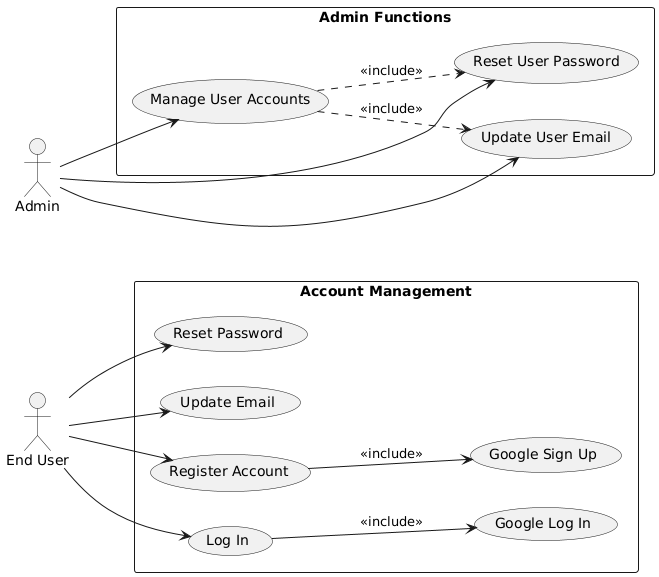 Admin Functions
Reset User Password
«include»
Manage User Accounts
«include»
Update User Email
Admin
Account Management
Reset Password
Update Email
Register Account
«include»
Google Sign Up
End User
Log In
«include»
Google Log In